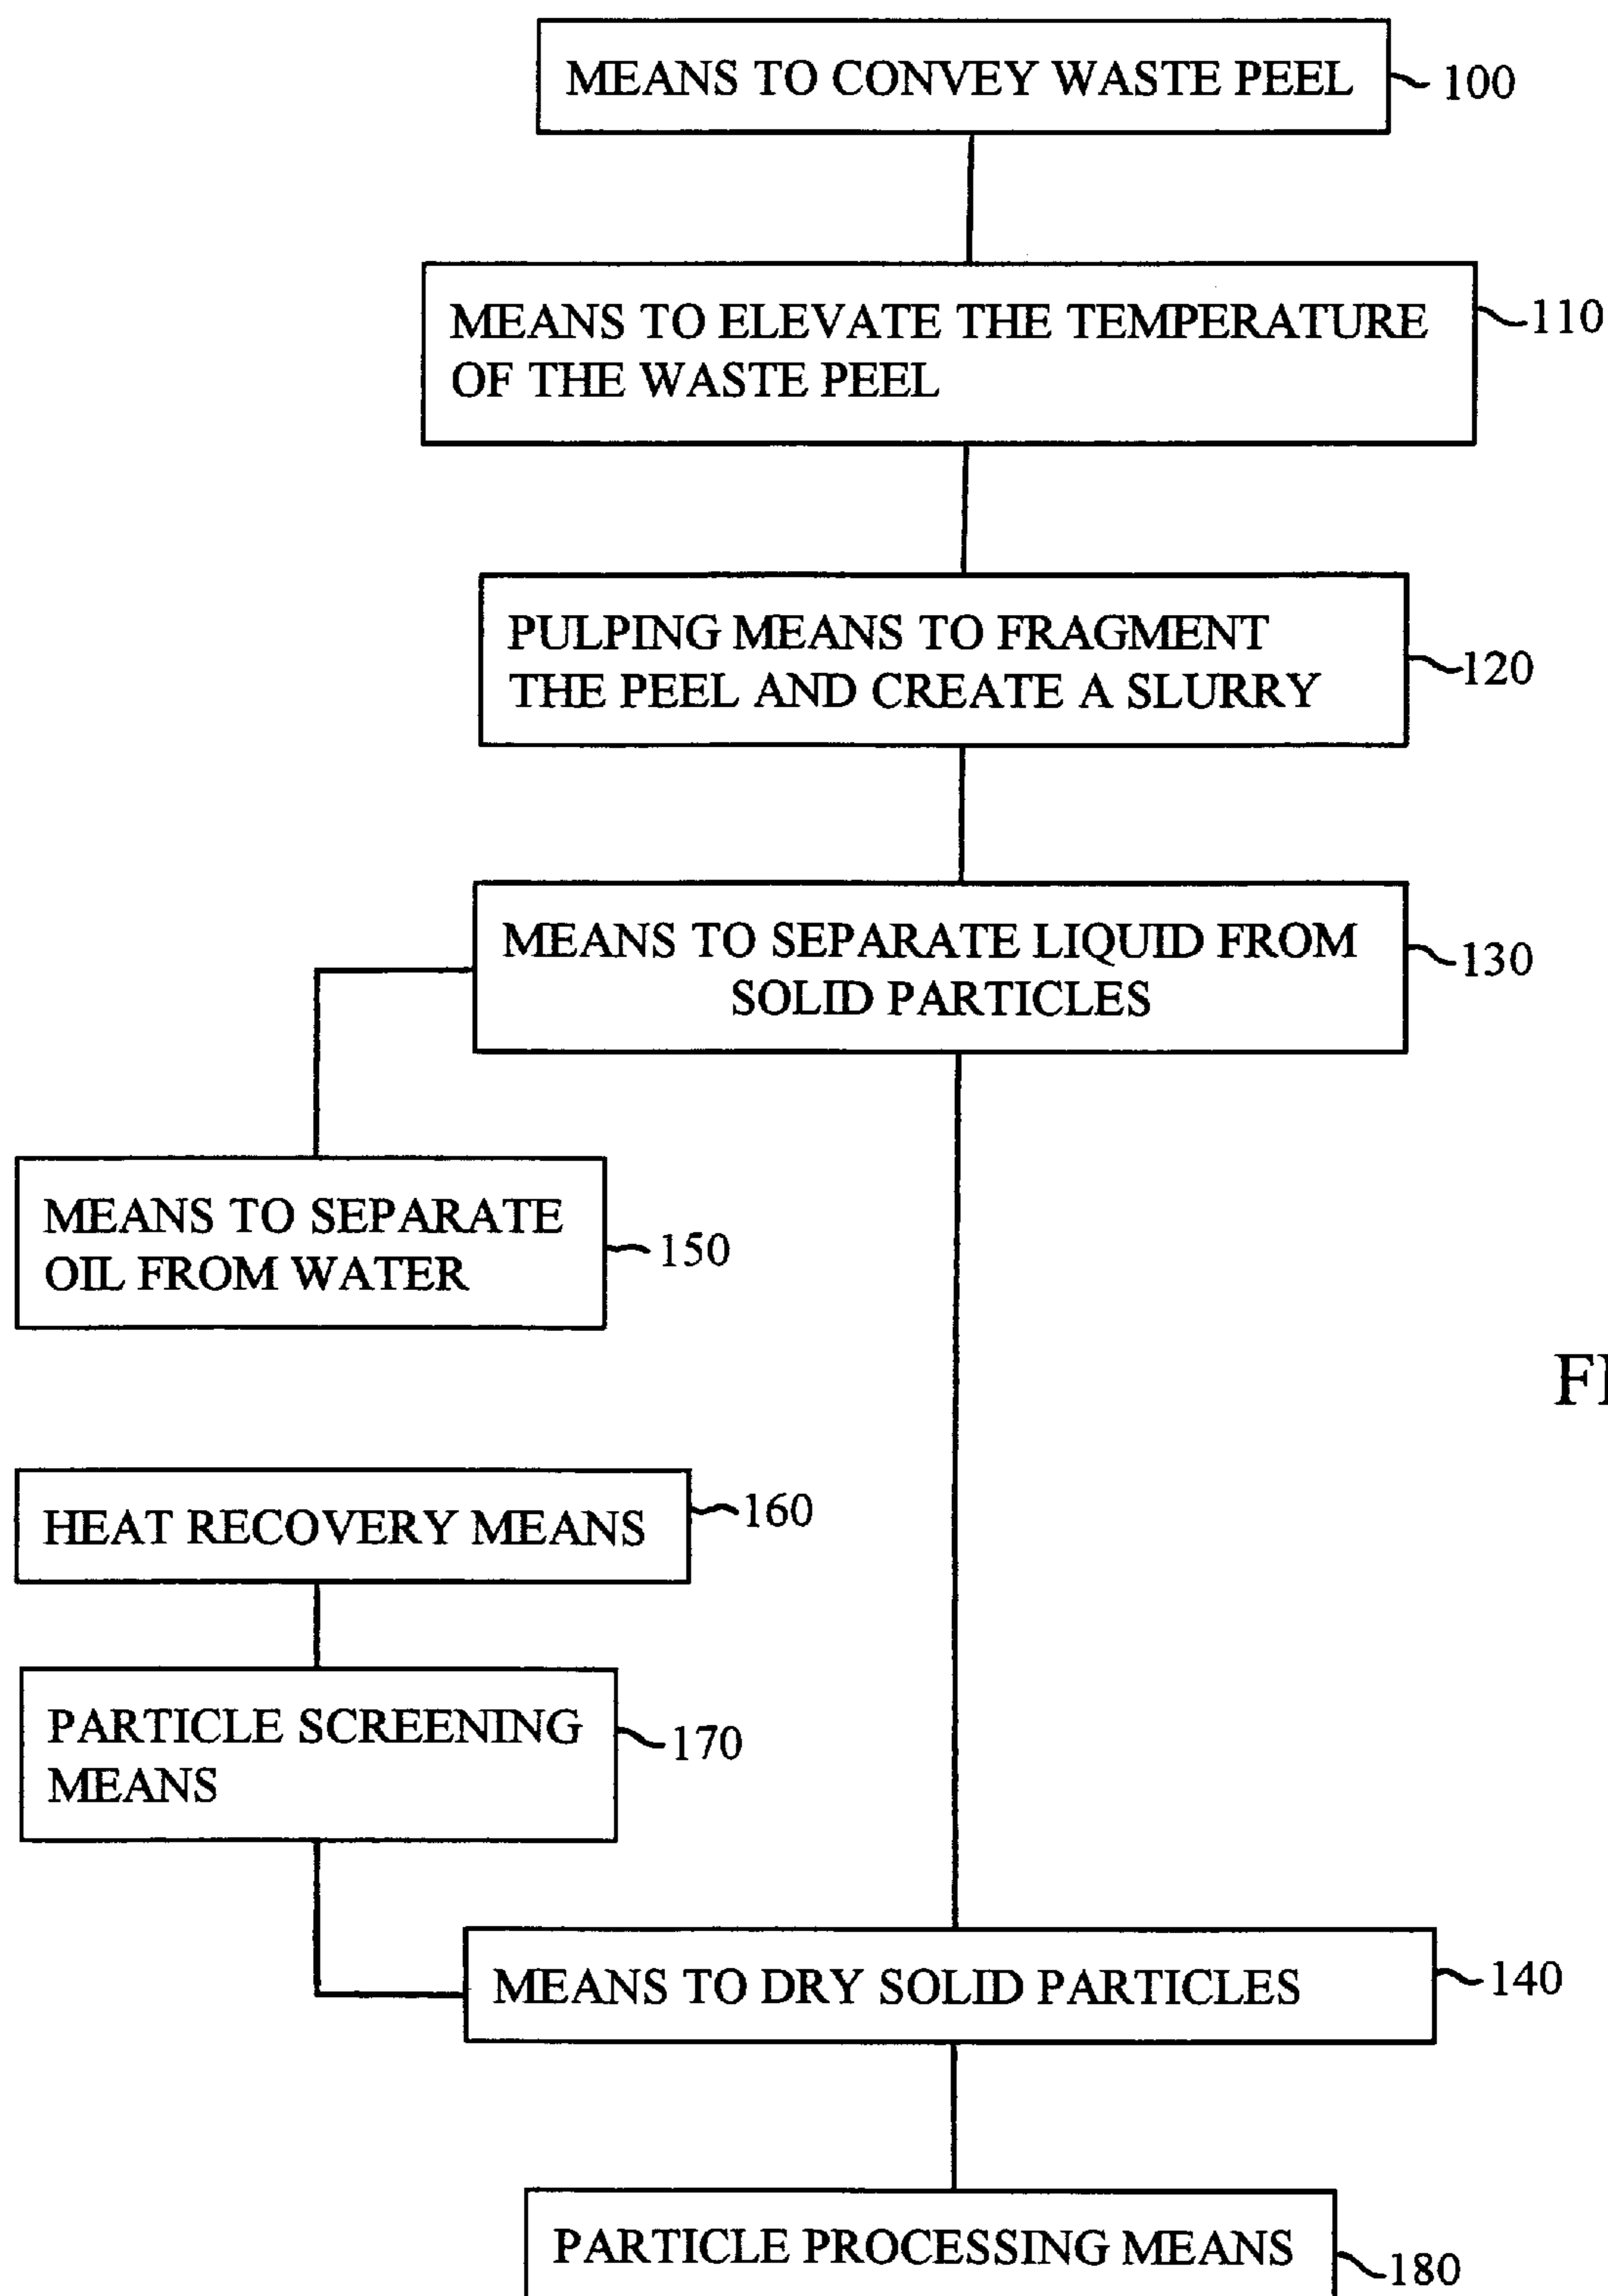 MEANS TO CONVEY WASTE PEEL
100
MEANS TO ELEVATE THE TEMPERATURE
OF THE WASTE PEEL
110
PULPING MEANS TO FRAGMENT
THE PEEL AND CREATE A SLURRY
120
MEANS TO SEPARATE LIQUID FROM
SOLID PARTICLES
130
MEANS TO SEPARATE
OIL FROM WATER
150
HEAT RECOVERY MEANS
160
PARTICLE SCREENING
MEANS
170
MEANS TO DRY SOLID PARTICLES
140
PARTICLE PROCESSING MEANS
180